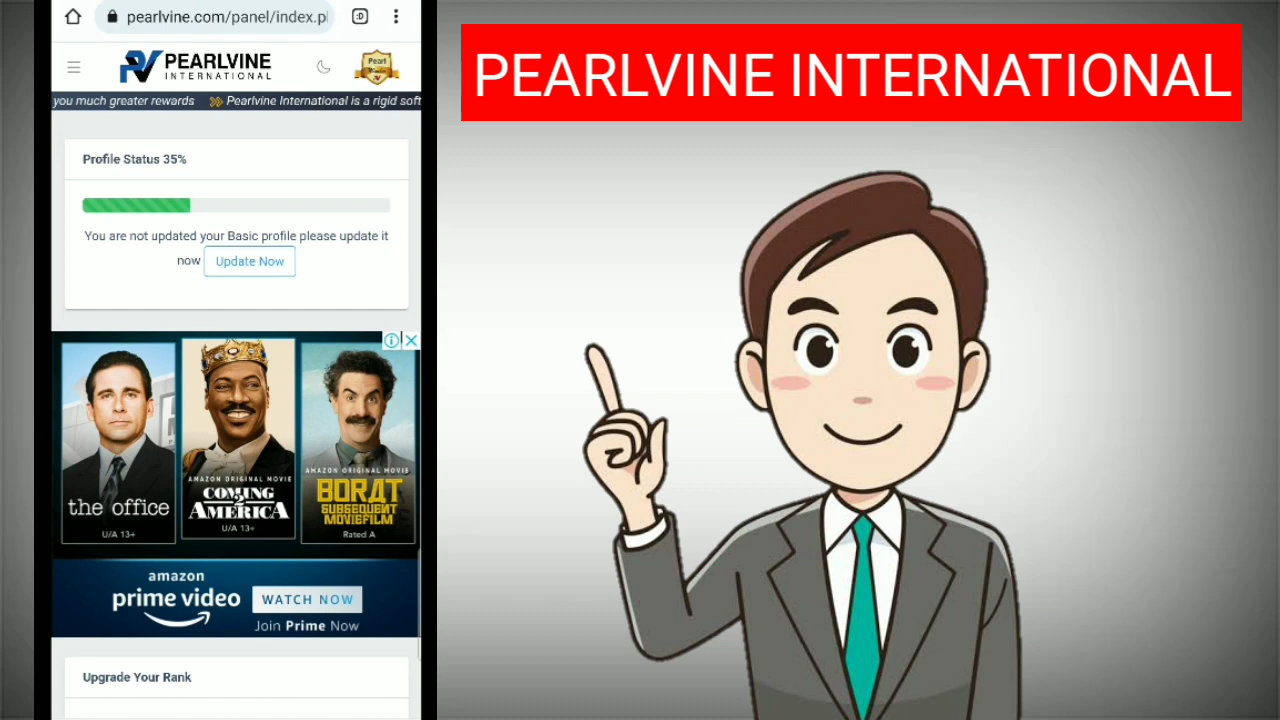 pearlvine.com/panel/index.pl
:D
PEARLVINE
INTERNATIONAL
Pearl
you much greater rewards Pearlvine International is a rigid soft
Profile Status 35%
You are not updated your Basic profile please update it
now Update Now
the office
U/A 13+
AMAZON ORIGINAL MOVIE
COMING
2
AMERICA
U/A 13+
AMAZON ORIGINAL MOVIE
BORAT
SUBSEQUENT
MOVIEFILM
Rated A
amazon
prime video
WATCH NOW
Join Prime Now
Upgrade Your Rank
PEARLVINE INTERNATIONAL